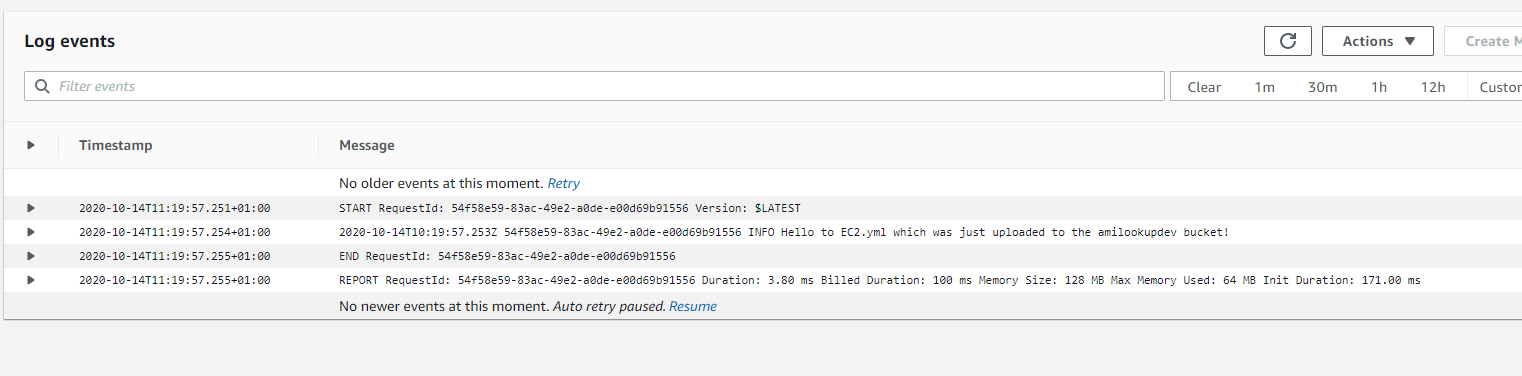 Log events
Actions
Create M
Filter events
Clear 1m 30m 1h 12h Custom
Timestamp Message
No older events at this moment. Retry
2020-10-14T11:19:57.251+01:00 START RequestId: 54f58e59-83ac-49e2-a0de-e00d69b91556 Version: $LATEST
2020-10-14T11:19:57.254+01:00 2020-10-14T10:19:57.253Z 54f58e59-83ac-49e2-a0de-e00d69b91556 INFO Hello to EC2.yml which was just uploaded to the amilookupdev bucket!
2020-10-14T11:19:57.255+01:00 END RequestId: 54f58e59-83ac-49e2-a0de-e00d69b91556
2020-10-14T11:19:57.255+01:00 REPORT RequestId: 54f58e59-83ac-49e2-a0de-e00d69b91556 Duration: 3.80 ms Billed Duration: 100 ms Memory Size: 128 MB Max Memory Used: 64 MB Init Duration: 171.00 ms
No newer events at this moment. Auto retry paused. Resume